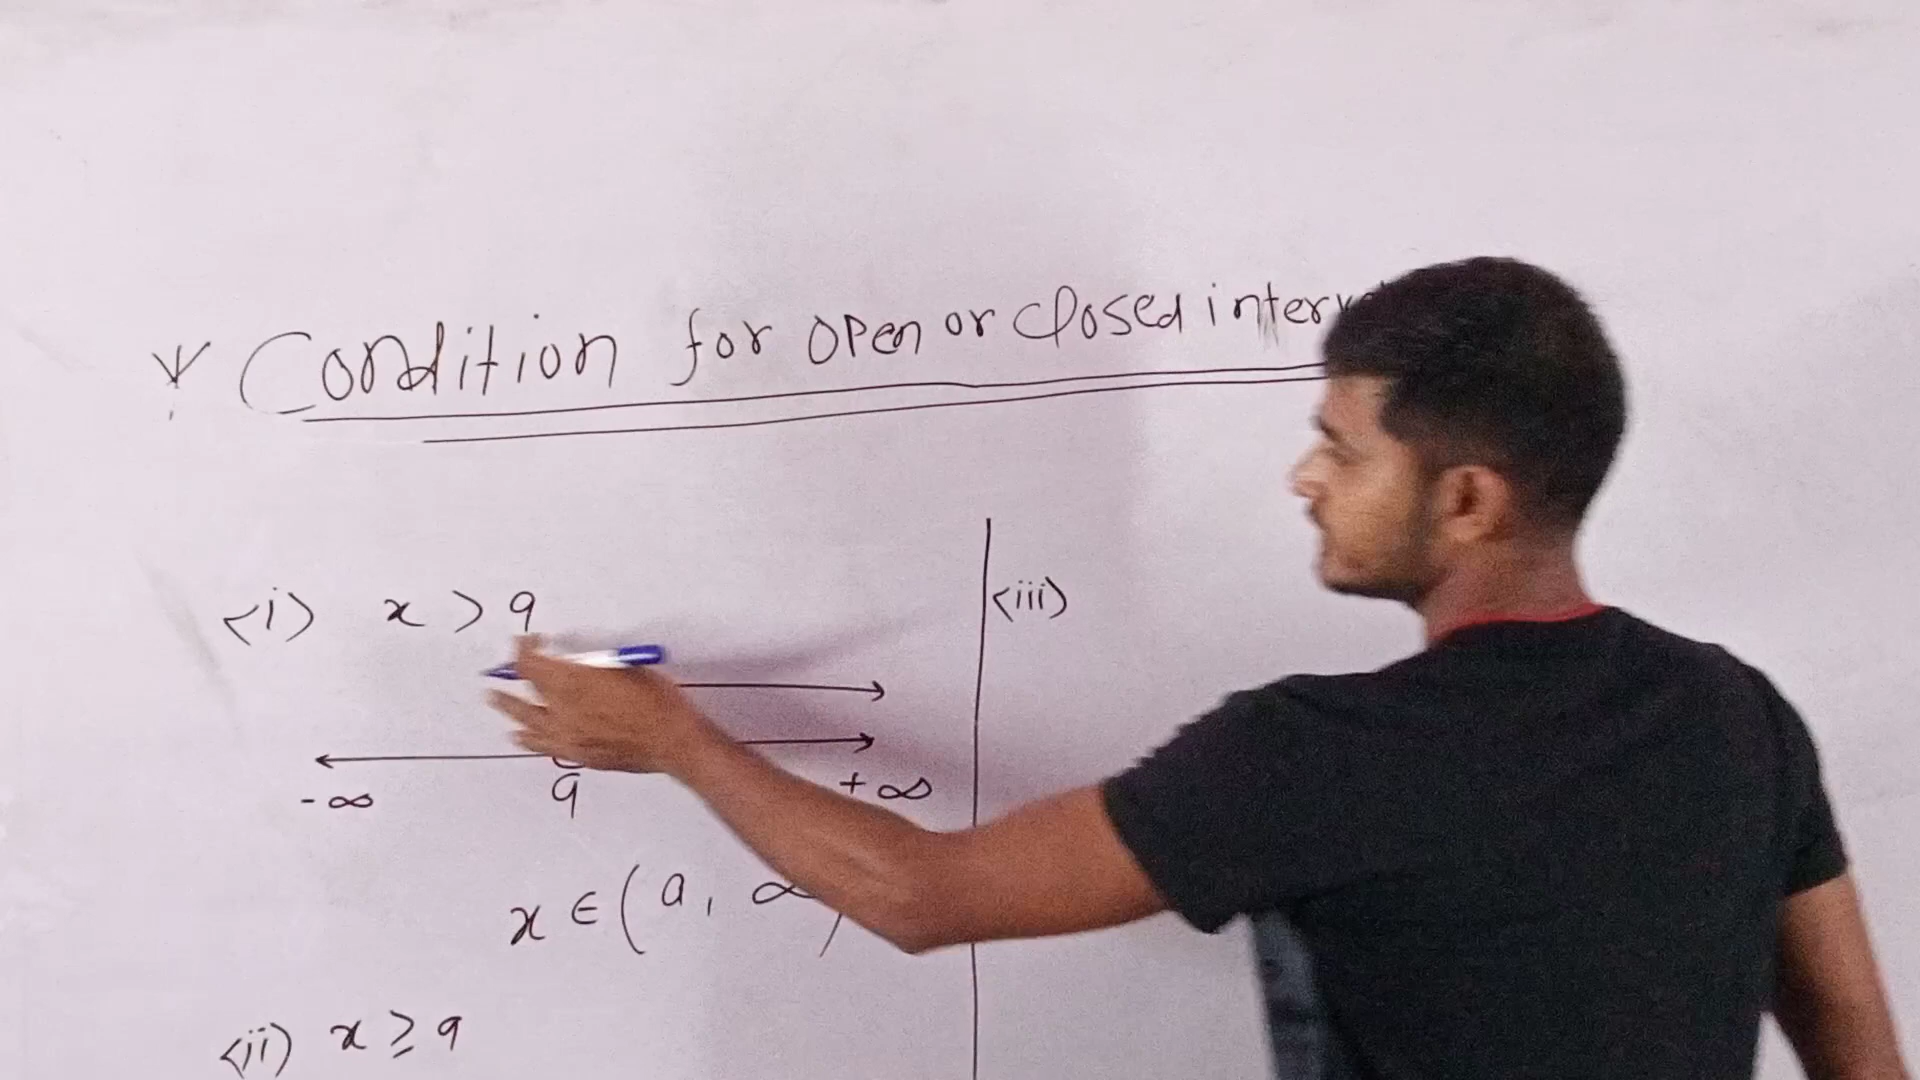 * Condition for open or closed interv
<i> x > a
-∞ a +∞
x ∈ (a, ∞)
<ii> x ≥ a
<iii>